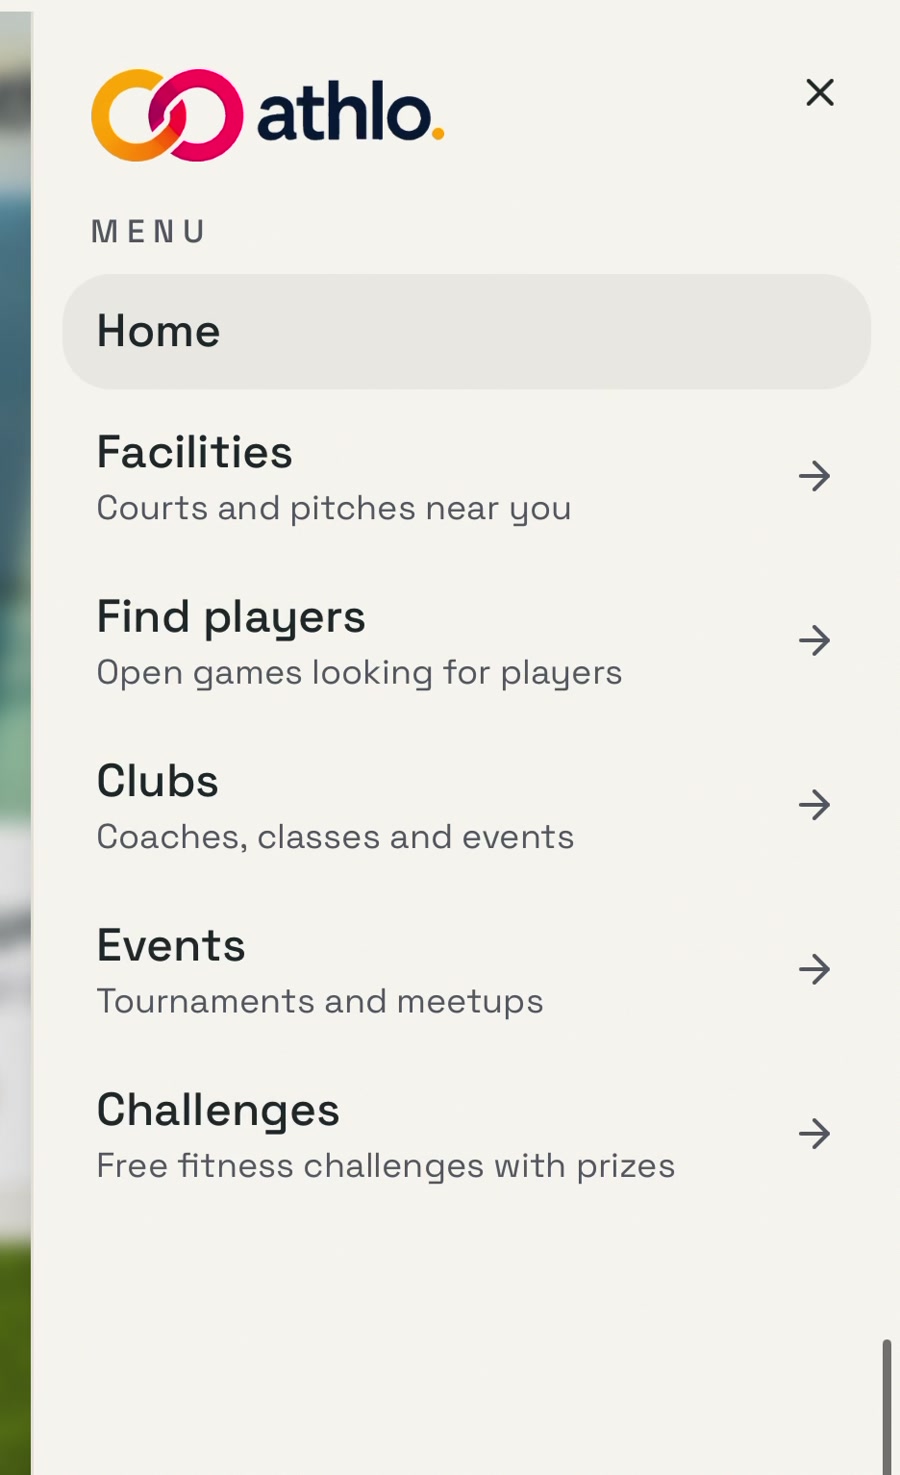 athlo.
MENU
Home
Facilities
Courts and pitches near you
Find players
Open games looking for players
Clubs
Coaches, classes and events
Events
Tournaments and meetups
Challenges
Free fitness challenges with prizes